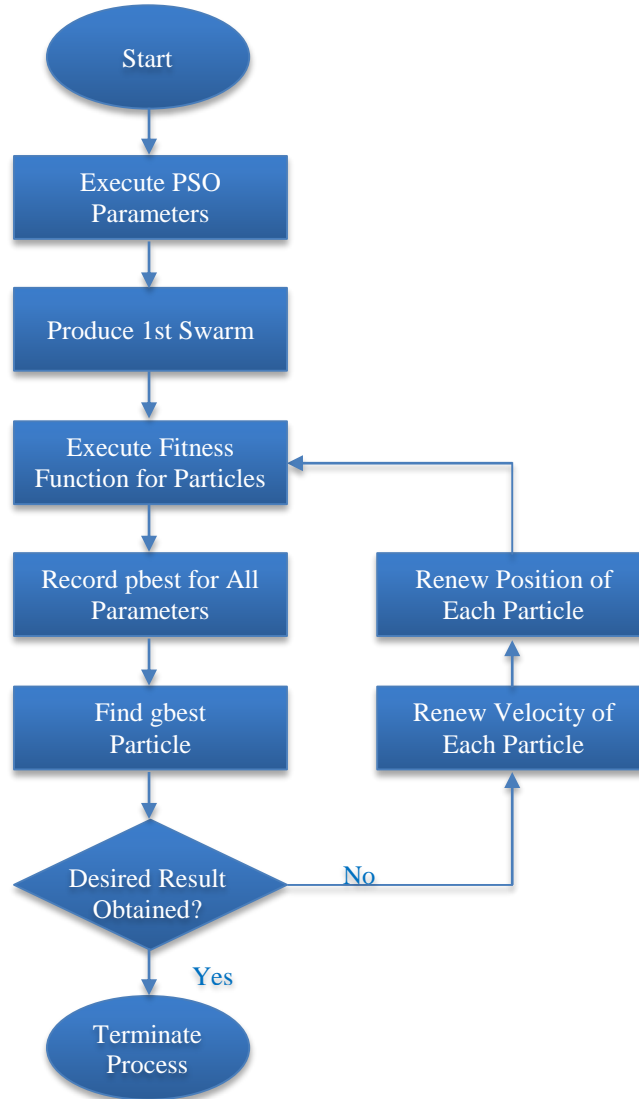 Start
Execute PSO
Parameters
Produce 1st Swarm
Execute Fitness
Function for Particles
Record pbest for All
Parameters
Renew Position of
Each Particle
Find gbest
Particle
Renew Velocity of
Each Particle
Desired Result
Obtained?
No
Yes
Terminate
Process